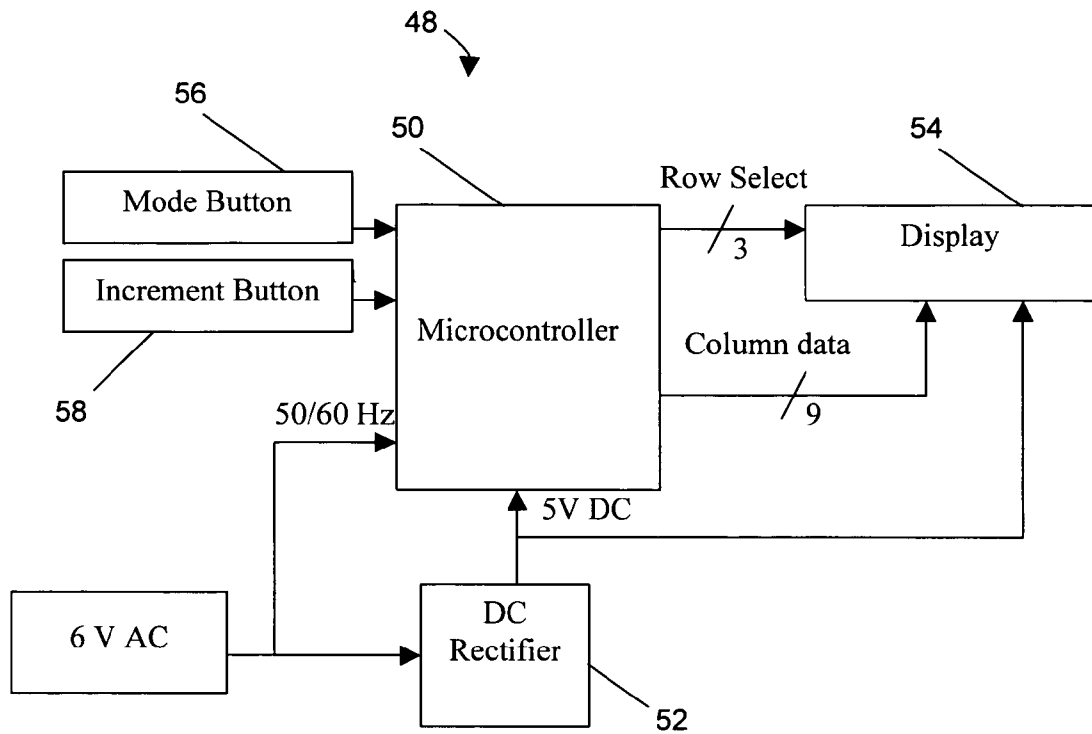 48
56
50
54
Row Select
Mode Button
3
Display
Increment Button
Microcontroller
Column data
58
50/60 Hz
9
5V DC
6 V AC
DC
Rectifier
52